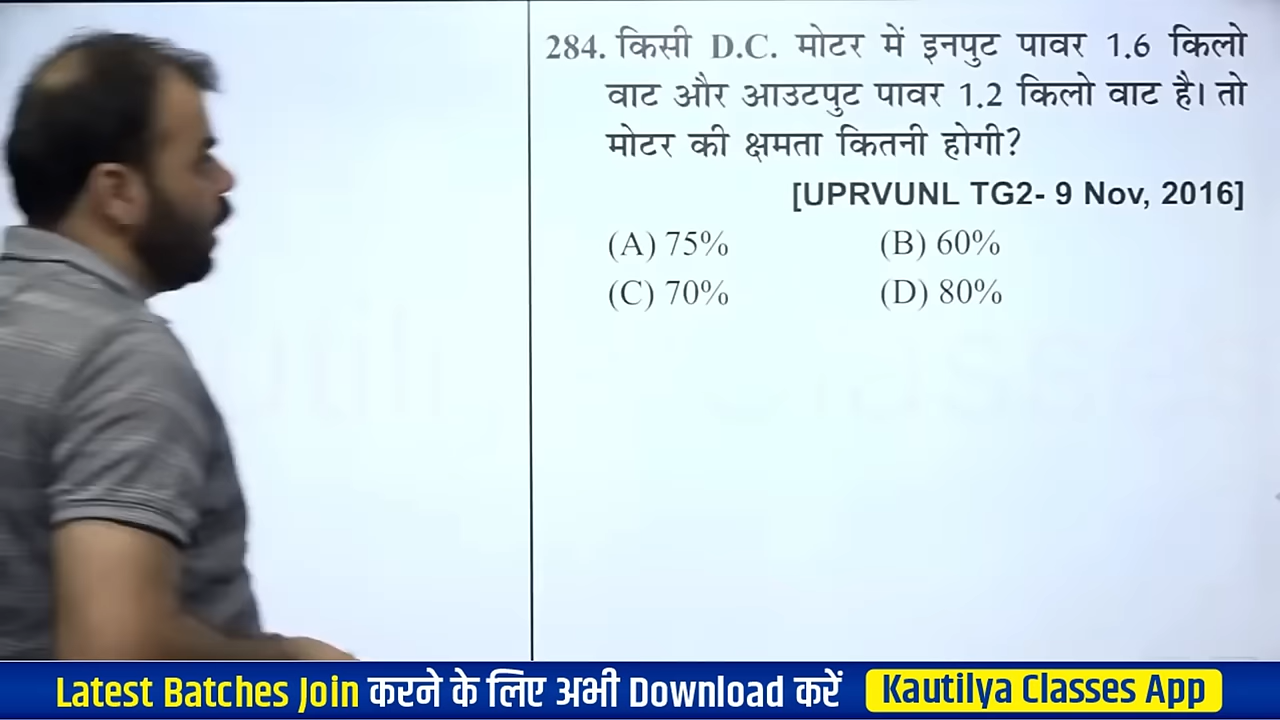 284. किसी D.C. मोटर में इनपुट पावर 1.6 किलो
वाट और आउटपुट पावर 1.2 किलो वाट है। तो
मोटर की क्षमता कितनी होगी?
[UPRVUNL TG2- 9 Nov, 2016]
(A) 75% (B) 60%
(C) 70% (D) 80%
Latest Batches Join करने के लिए अभी Download करें Kautilya Classes App